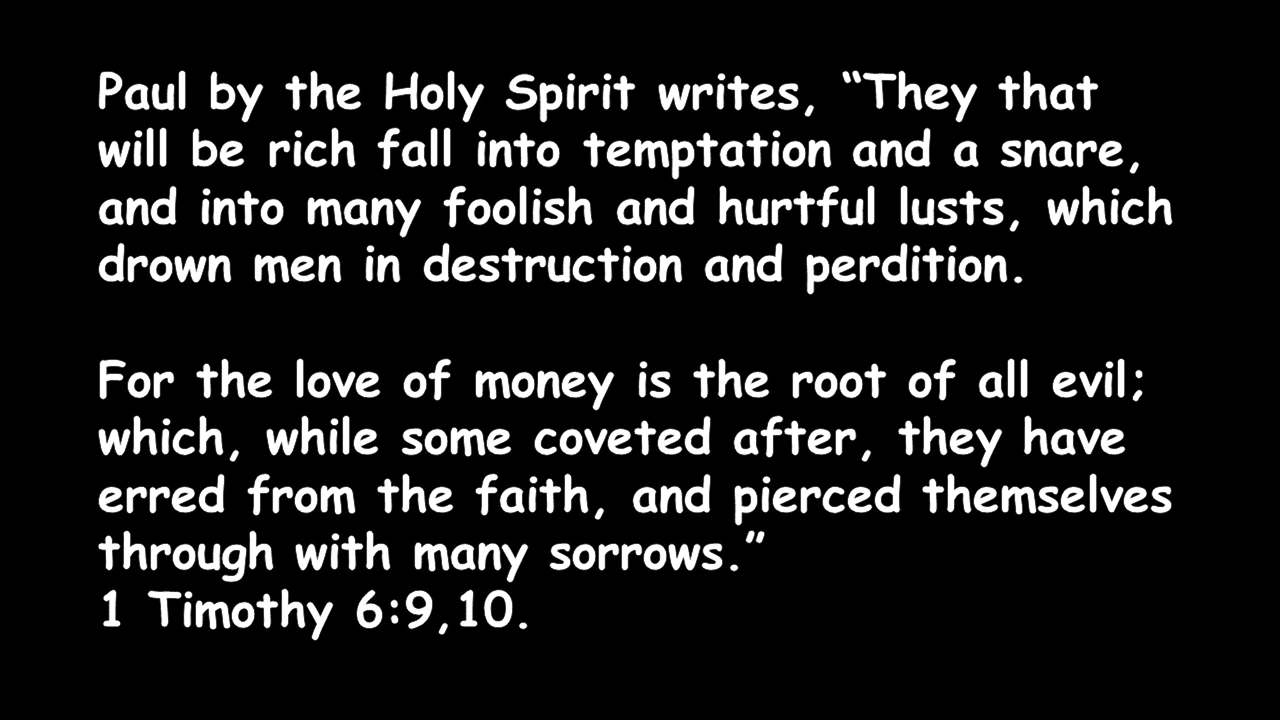 Paul by the Holy Spirit writes, “They that
will be rich fall into temptation and a snare,
and into many foolish and hurtful lusts, which
drown men in destruction and perdition.
For the love of money is the root of all evil;
which, while some coveted after, they have
erred from the faith, and pierced themselves
through with many sorrows.”
1 Timothy 6:9,10.